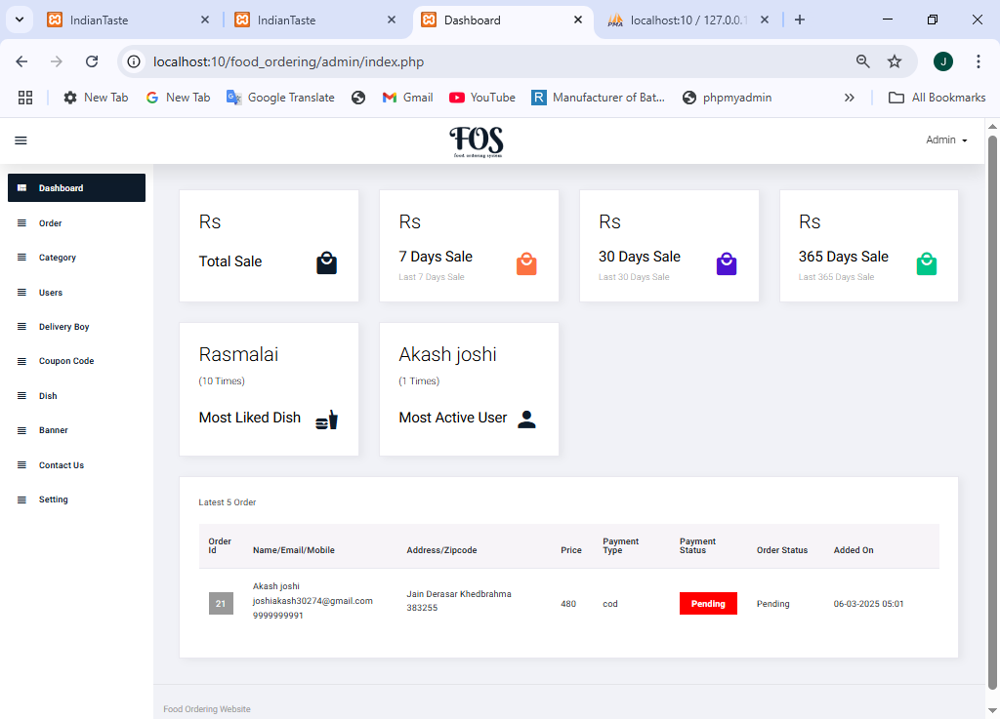 IndianTaste
IndianTaste
Dashboard
localhost:10 / 127.0.0.1
localhost:10/food_ordering/admin/index.php
J
New Tab
New Tab
Google Translate
Gmail
YouTube
R Manufacturer of Bat...
phpmyadmin
All Bookmarks
FOS
food ordering system
Admin
Dashboard
Order
Category
Users
Delivery Boy
Coupon Code
Dish
Banner
Contact Us
Setting
Rs
Total Sale
Rs
7 Days Sale
Last 7 Days Sale
Rs
30 Days Sale
Last 30 Days Sale
Rs
365 Days Sale
Last 365 Days Sale
Rasmalai
(10 Times)
Most Liked Dish
Akash joshi
(1 Times)
Most Active User
Latest 5 Order
Order Id Name/Email/Mobile Address/Zipcode Price Payment Type Payment Status Order Status Added On
21 Akash joshi
joshiakash30274@gmail.com
9999999991
Jain Derasar Khedbrahma
383255
480 cod Pending Pending 06-03-2025 05:01
Food Ordering Website